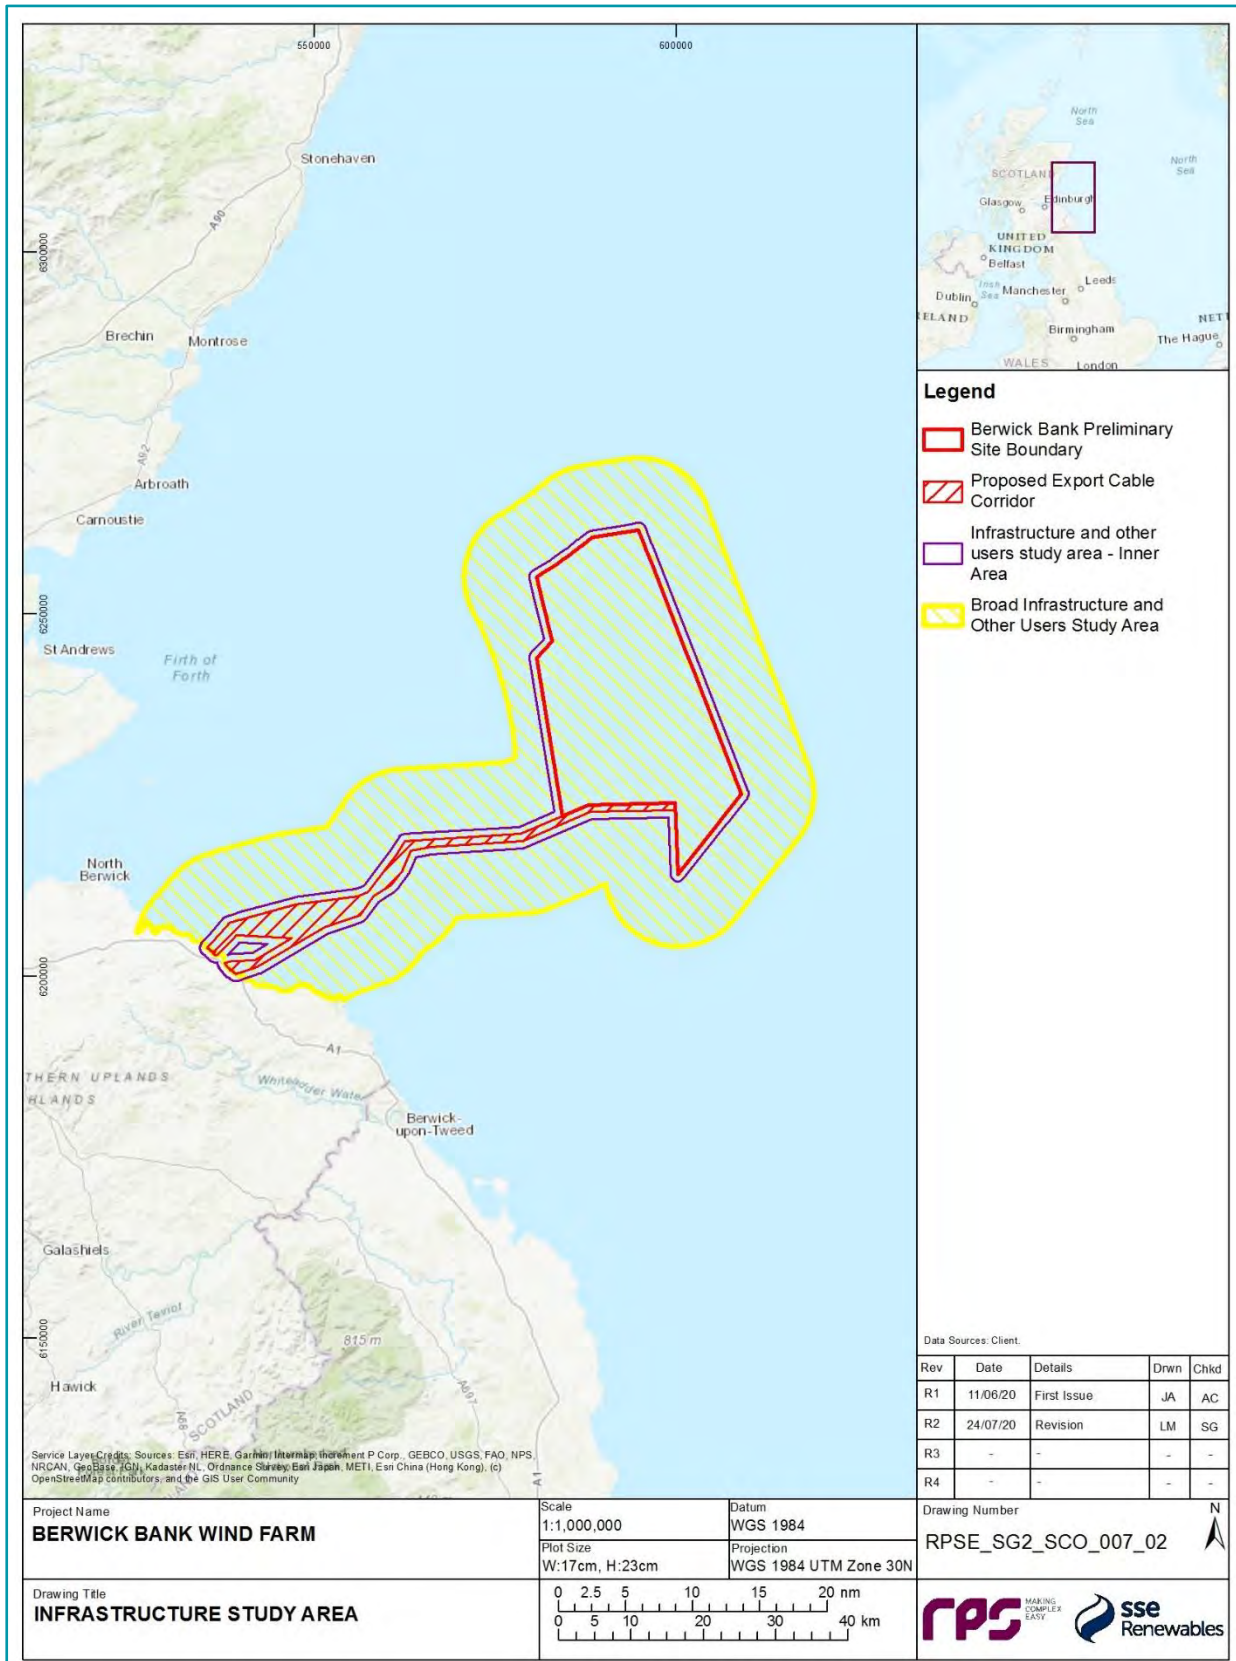 550000
600000
Stonehaven
A90
6300000
Brechin
Montrose
A92
Arbroath
Carnoustie
6250000
St Andrews
Firth of
Forth
North
Berwick
6200000
A1
THERN UPLANDS
HLANDS
Whiteadder Water
Berwick-
upon-Tweed
Galashiels
River Teviot
815 m
6150000
Hawick
A697
SCOTLAND
A1
Service Layer Credits: Sources: Esri, HERE, Garmin, Intermap, increment P Corp., GEBCO, USGS, FAO, NPS,
NRCAN, GeoBase, IGN, Kadaster NL, Ordnance Survey, Esri Japan, METI, Esri China (Hong Kong), (c)
OpenStreetMap contributors, and the GIS User Community
North
Sea
North
Sea
SCOTLAND
Glasgow
Edinburgh
UNITED
KINGDOM
Belfast
Irish
Sea
Manchester
Leeds
Dublin
IRELAND
NET
Birmingham
The Hague
WALES
London
Legend
Berwick Bank Preliminary
Site Boundary
Proposed Export Cable
Corridor
Infrastructure and other
users study area - Inner
Area
Broad Infrastructure and
Other Users Study Area
Data Sources: Client.
Rev Date Details Drwn Chkd
R1 11/06/20 First Issue JA AC
R2 24/07/20 Revision LM SG
R3 - - - -
R4 - - - -
Project Name
BERWICK BANK WIND FARM
Scale
1:1,000,000
Datum
WGS 1984
Plot Size
W:17cm, H:23cm
Projection
WGS 1984 UTM Zone 30N
Drawing Number
RPSE_SG2_SCO_007_02
N
Drawing Title
INFRASTRUCTURE STUDY AREA
0 2.5 5 10 15 20 nm
0 5 10 20 30 40 km
rps
MAKING
COMPLEX
EASY
sse
Renewables